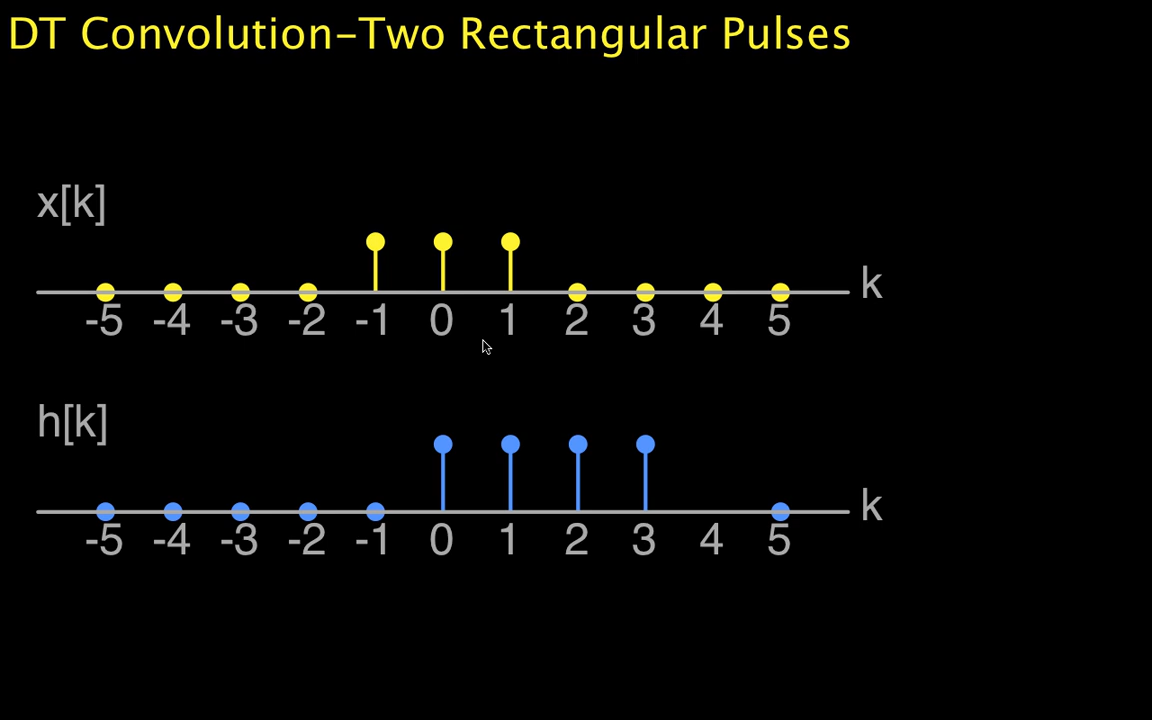 DT Convolution-Two Rectangular Pulses
x[k]
k
-5 -4 -3 -2 -1 0 1 2 3 4 5
h[k]
k
-5 -4 -3 -2 -1 0 1 2 3 4 5